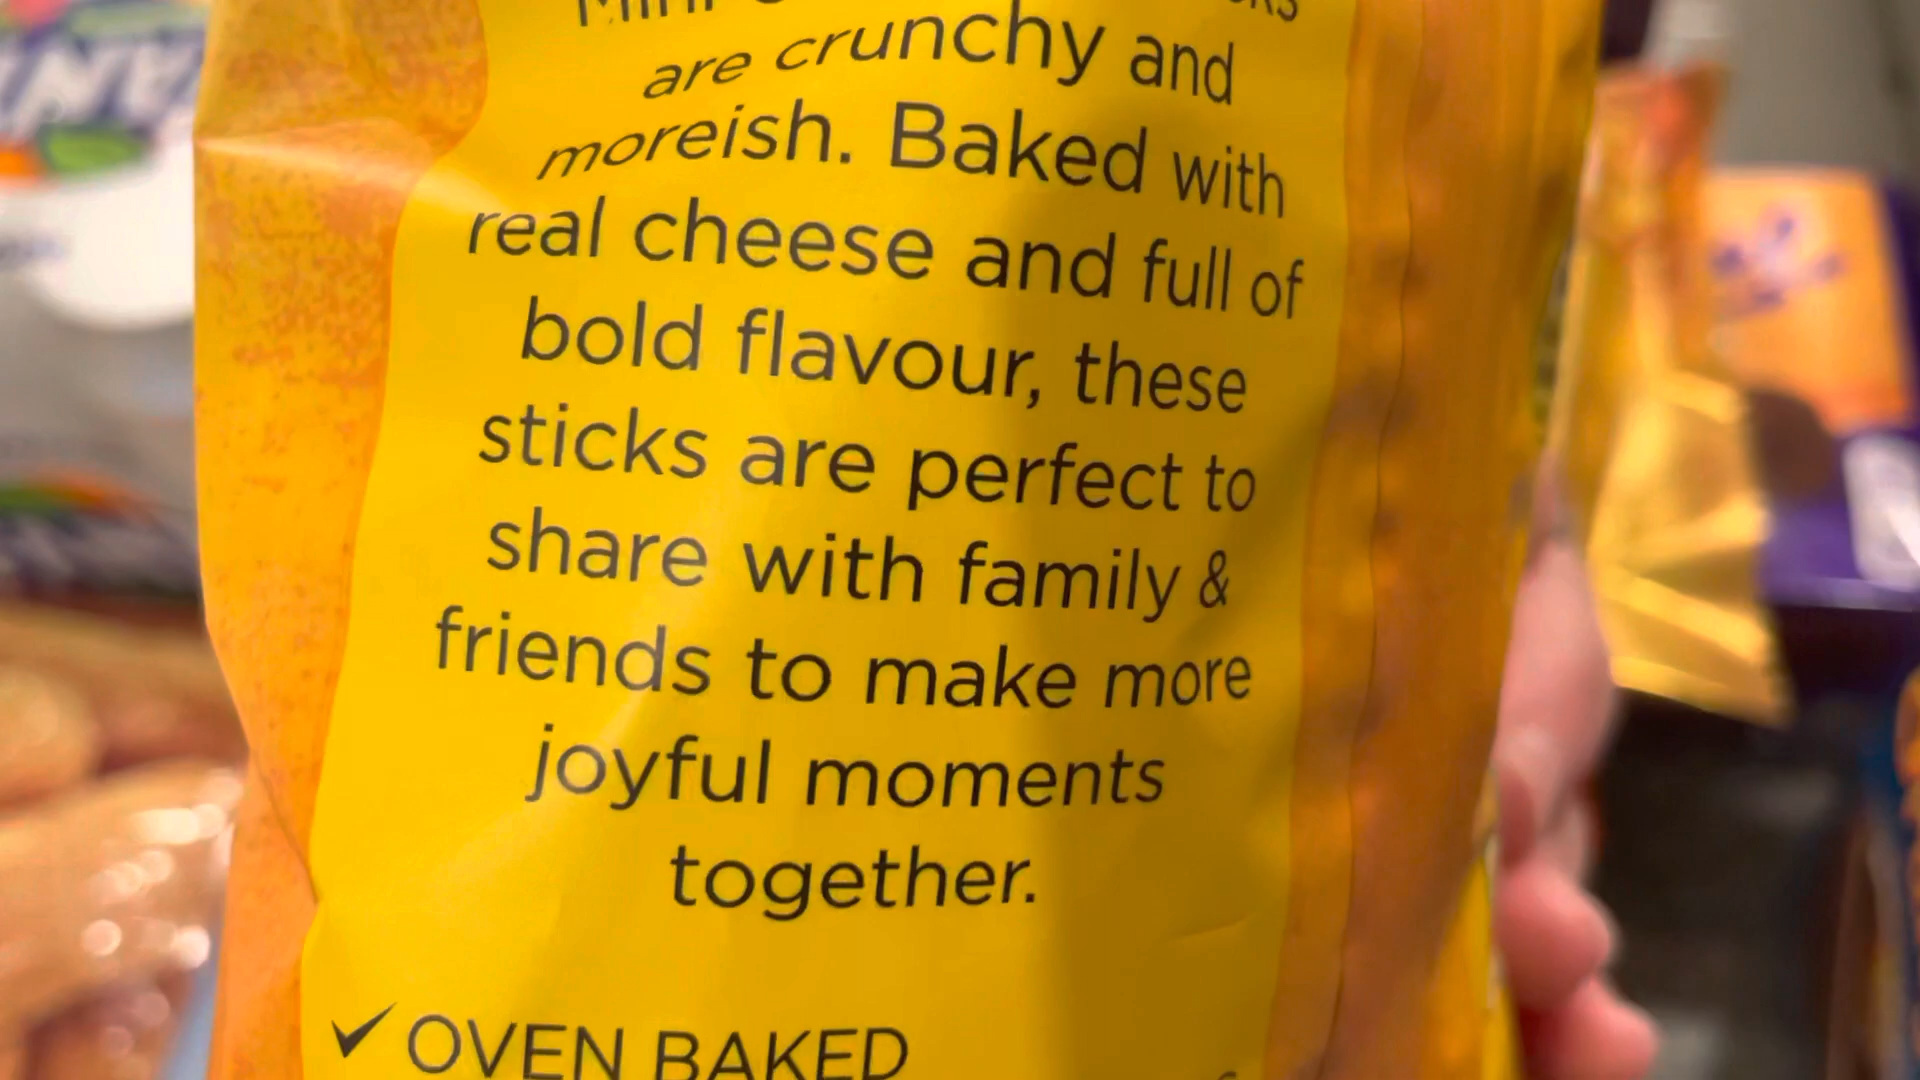 Mini
are crunchy and
moreish. Baked with
real cheese and full of
bold flavour, these
sticks are perfect to
share with family &
friends to make more
joyful moments
together.
✓ OVEN BAKED